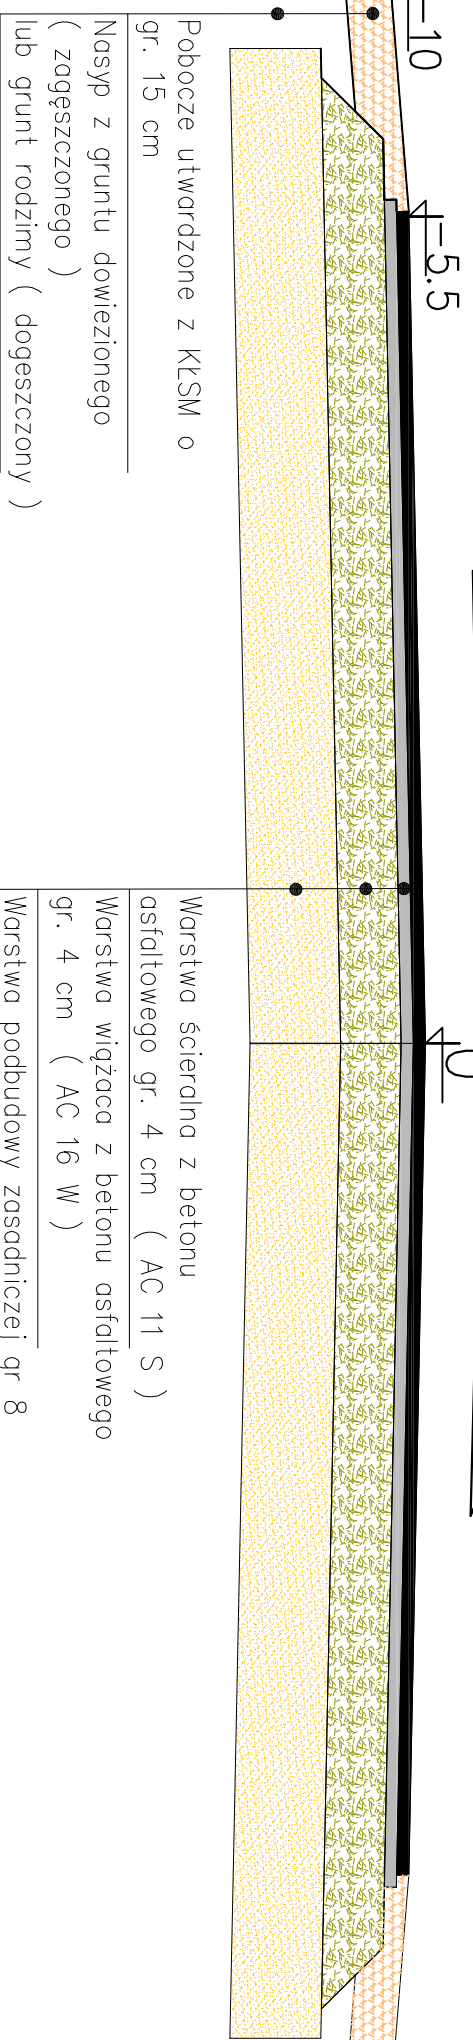 -10
-5.5
0
Pobocze utwardzone z KŁSM o
gr. 15 cm
Nasyp z gruntu dowiezionego
( zagęszczonego )
lub grunt rodzimy ( dogeszczony )
Warstwa ścieralna z betonu
asfaltowego gr. 4 cm ( AC 11 S )
Warstwa wiążaca z betonu asfaltowego
gr. 4 cm ( AC 16 W )
Warstwa podbudowy zasadniczej gr 8